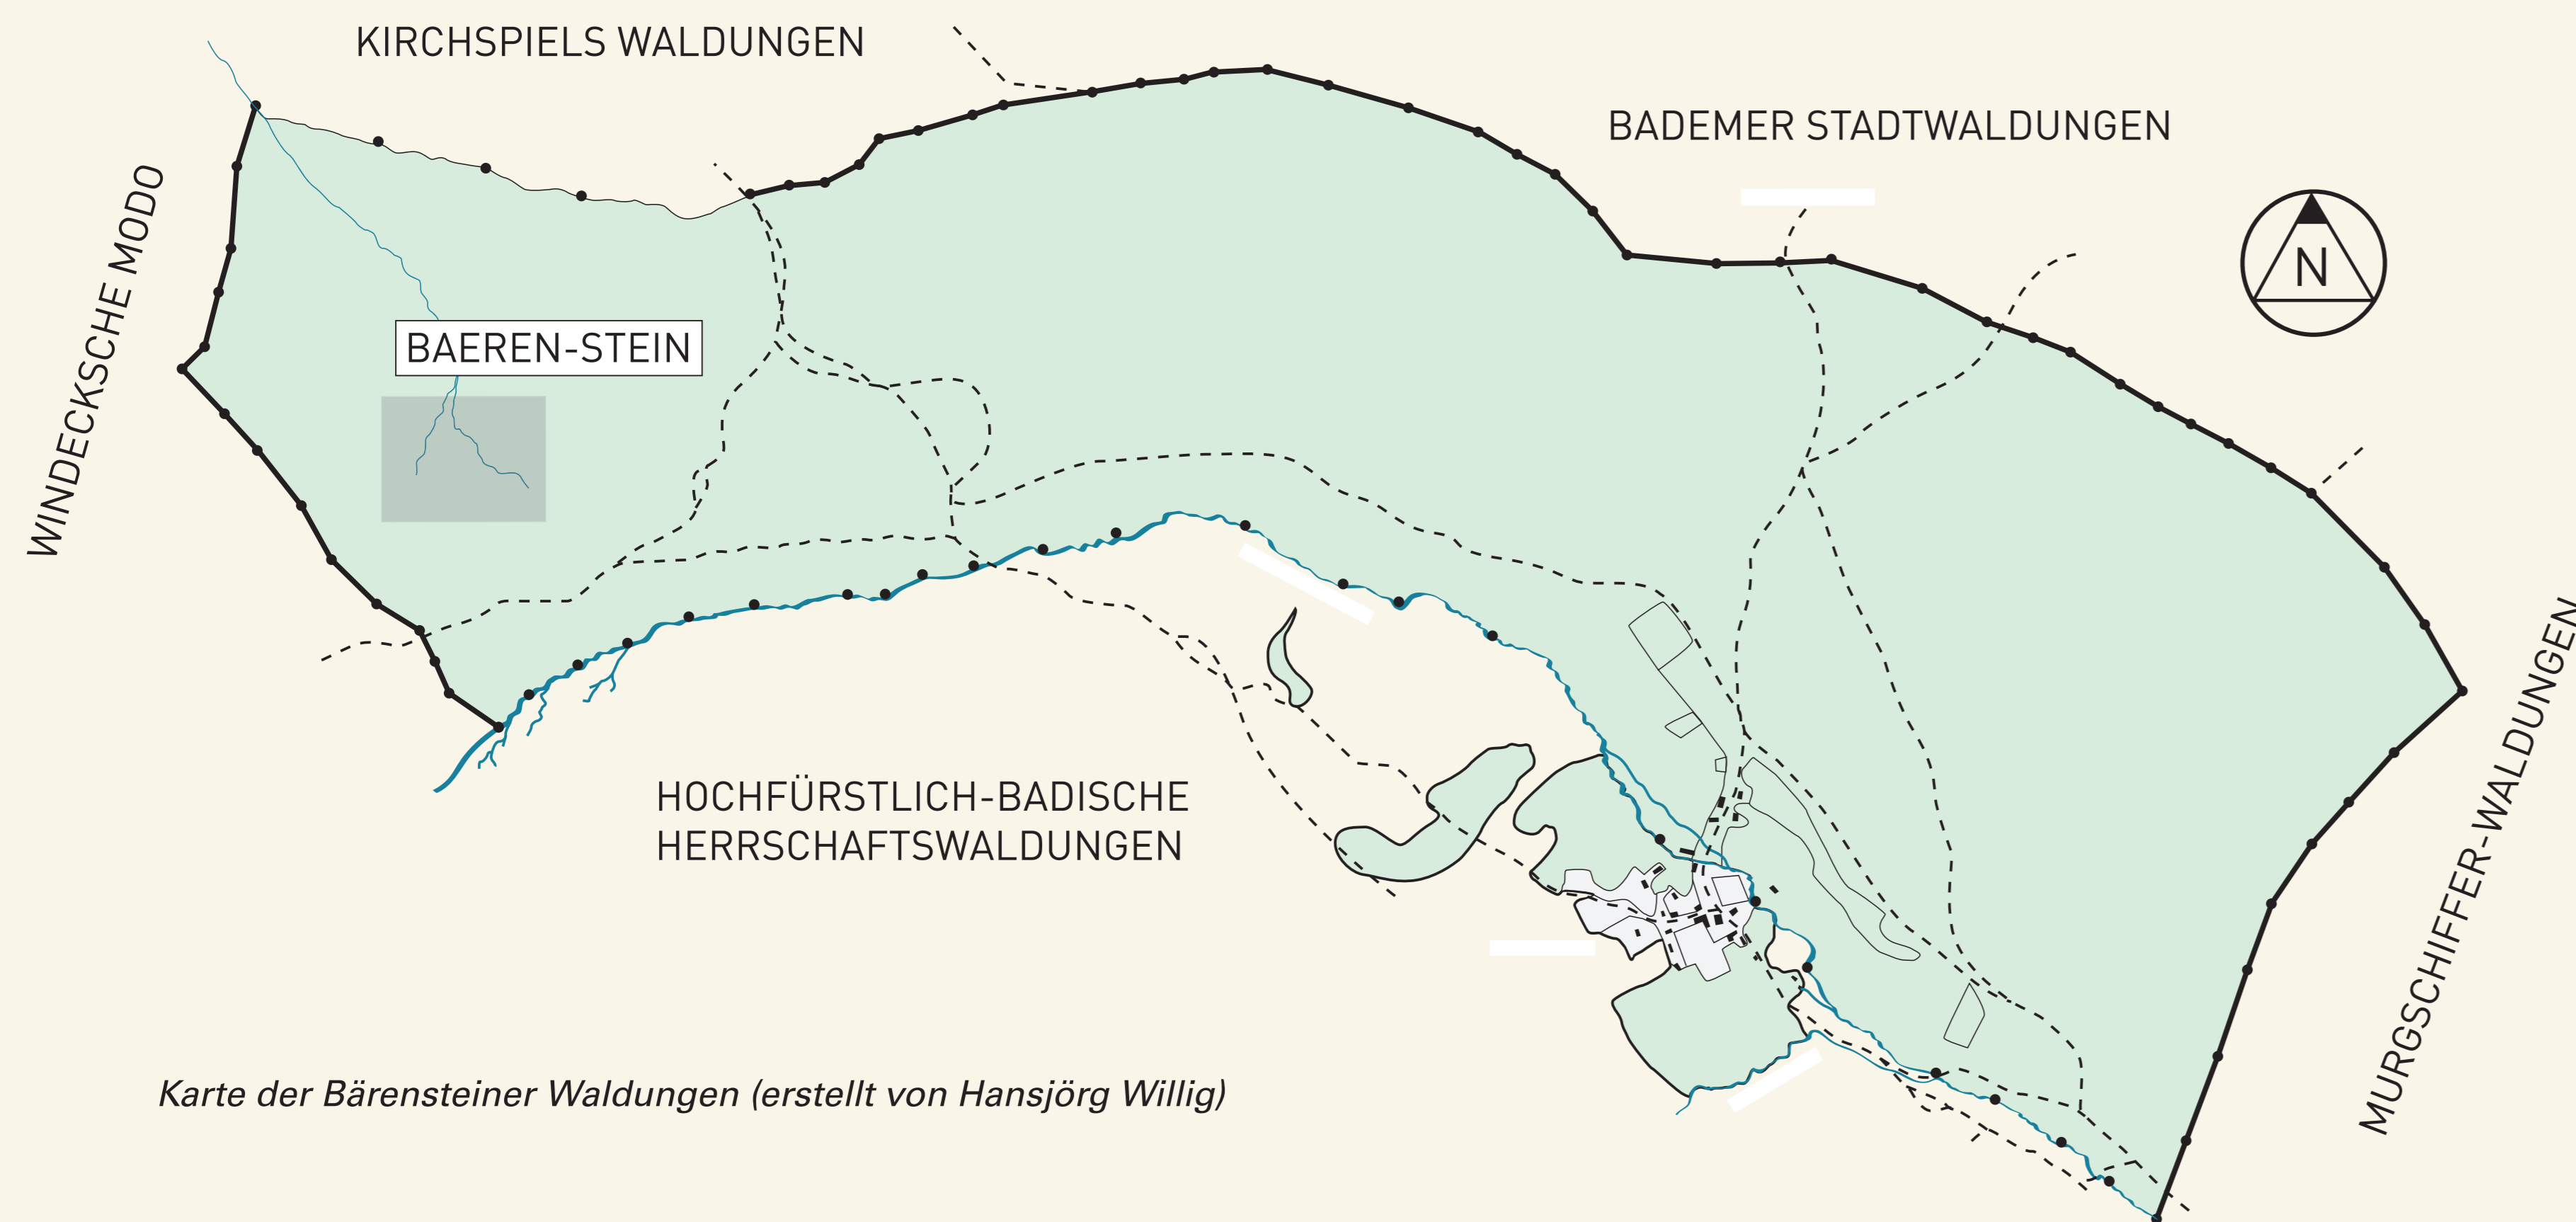 KIRCHSPIELS WALDUNGEN
BADEMER STADTWALDUNGEN
WINDECKSCHE MODO
N
BAEREN-STEIN
MURGSCHIFFER-WALDUNGEN
HOCHFÜRSTLICH-BADISCHE
HERRSCHAFTSWALDUNGEN
Karte der Bärensteiner Waldungen (erstellt von Hansjörg Willig)